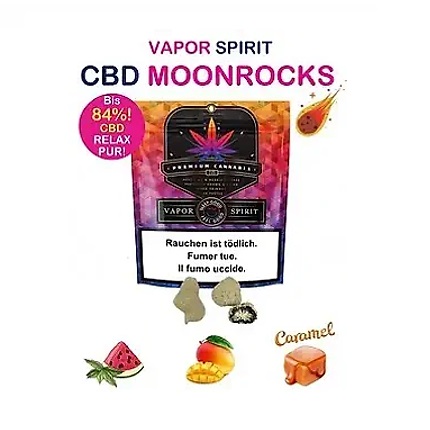 VAPOR SPIRIT
CBD MOONROCKS
Bis
84%!
CBD
RELAX
PUR!
PREMIUM CANNABIS
VAPOR SPIRIT
Rauchen ist tödlich.
Fumer tue.
Il fumo uccide.
Caramel